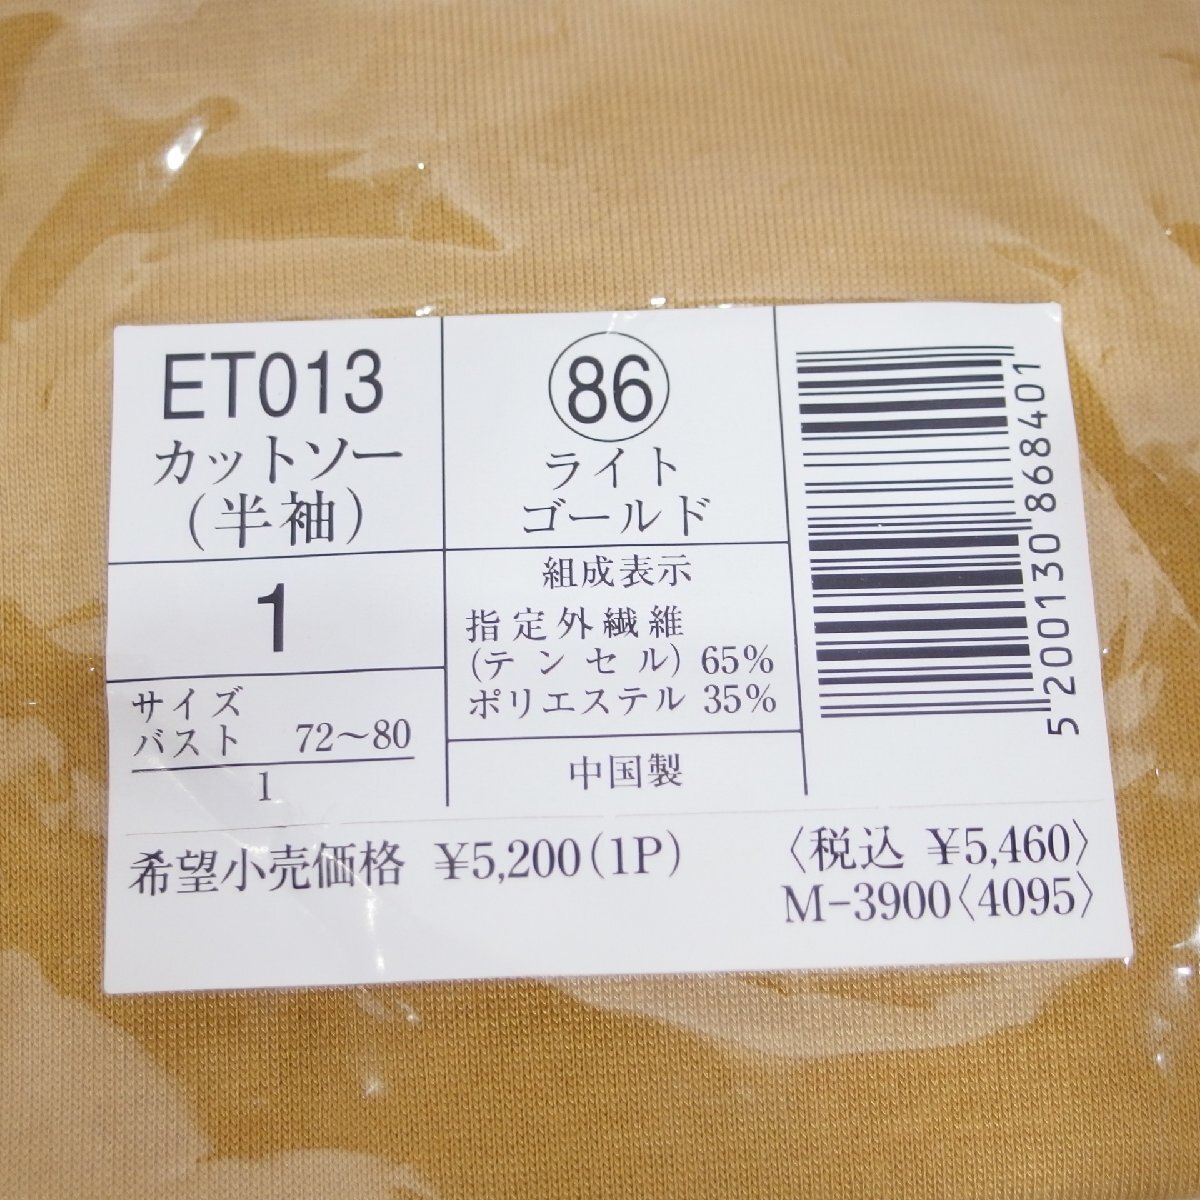 ET013
カットソー
(半袖)
1
サイズ
バスト 72～80
1
86
ライト
ゴールド
組成表示
指定外繊維
(テンセル) 65%
ポリエステル 35%
中国製
5200130868401
希望小売価格 ¥5,200(1P) 〈税込 ¥5,460〉
M-3900〈4095〉